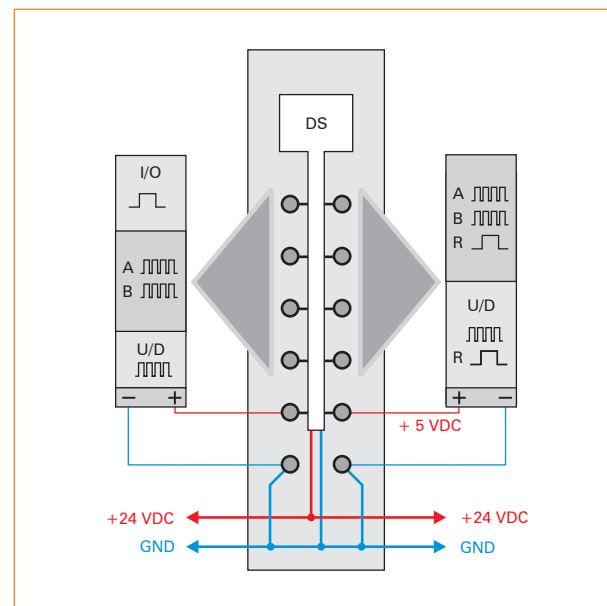 DS
I/O
A
B
U/D
− +
A
B
R
U/D
R
+ −
+ 5 VDC
+24 VDC
+24 VDC
GND
GND